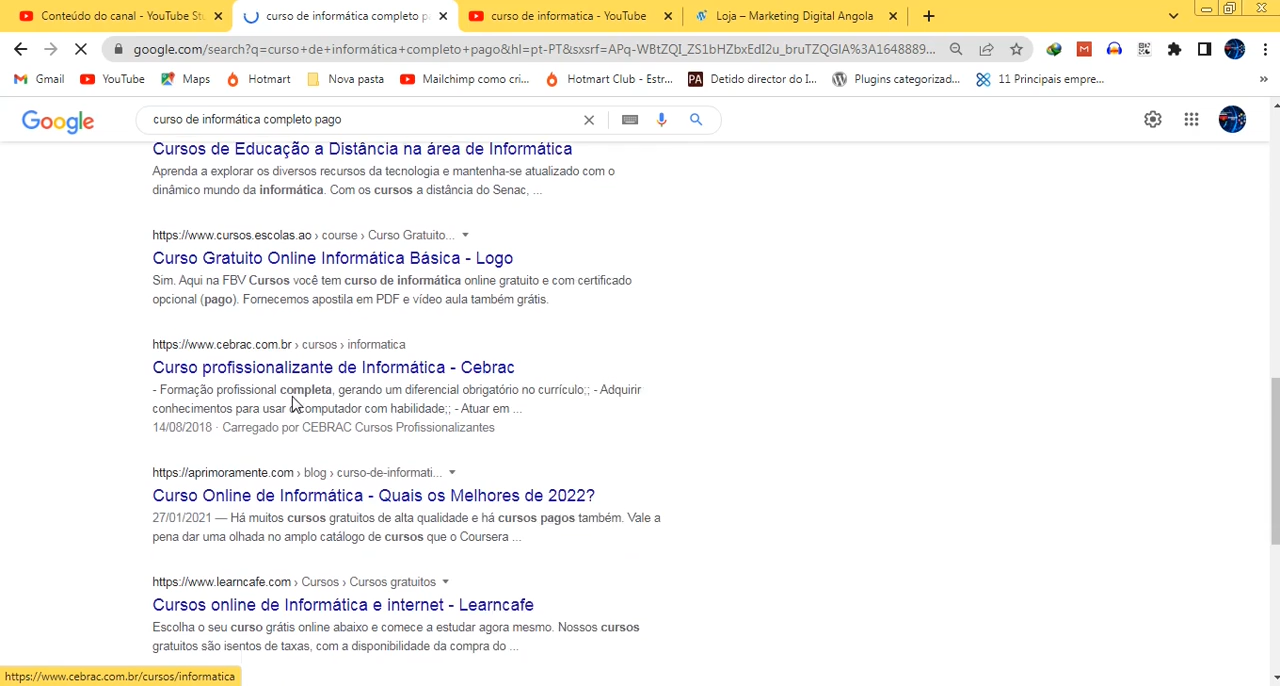 Conteúdo do canal - YouTube St
curso de informática completo p
curso de informatica - YouTube
Loja – Marketing Digital Angola
google.com/search?q=curso+de+informática+completo+pago&hl=pt-PT&sxsrf=APq-WBtZQI_ZS1bHZbxEdI2u_bruTZQGlA%3A1648889...
Gmail
YouTube
Maps
Hotmart
Nova pasta
Mailchimp como cri...
Hotmart Club - Estr...
PA Detido director do I...
Plugins categorizad...
11 Principais empre...
»
Google
curso de informática completo pago
Cursos de Educação a Distância na área de Informática
Aprenda a explorar os diversos recursos da tecnologia e mantenha-se atualizado com o
dinâmico mundo da informática. Com os cursos a distância do Senac, ...
https://www.cursos.escolas.ao › course › Curso Gratuito...
Curso Gratuito Online Informática Básica - Logo
Sim. Aqui na FBV Cursos você tem curso de informática online gratuito e com certificado
opcional (pago). Fornecemos apostila em PDF e vídeo aula também grátis.
https://www.cebrac.com.br › cursos › informatica
Curso profissionalizante de Informática - Cebrac
- Formação profissional completa, gerando um diferencial obrigatório no currículo;; - Adquirir
conhecimentos para usar o computador com habilidade;; - Atuar em ...
14/08/2018 · Carregado por CEBRAC Cursos Profissionalizantes
https://aprimoramente.com › blog › curso-de-informati...
Curso Online de Informática - Quais os Melhores de 2022?
27/01/2021 — Há muitos cursos gratuitos de alta qualidade e há cursos pagos também. Vale a
pena dar uma olhada no amplo catálogo de cursos que o Coursera ...
https://www.learncafe.com › Cursos › Cursos gratuitos
Cursos online de Informática e internet - Learncafe
Escolha o seu curso grátis online abaixo e comece a estudar agora mesmo. Nossos cursos
gratuitos são isentos de taxas, com a disponibilidade da compra do ...
https://www.cebrac.com.br/cursos/informatica